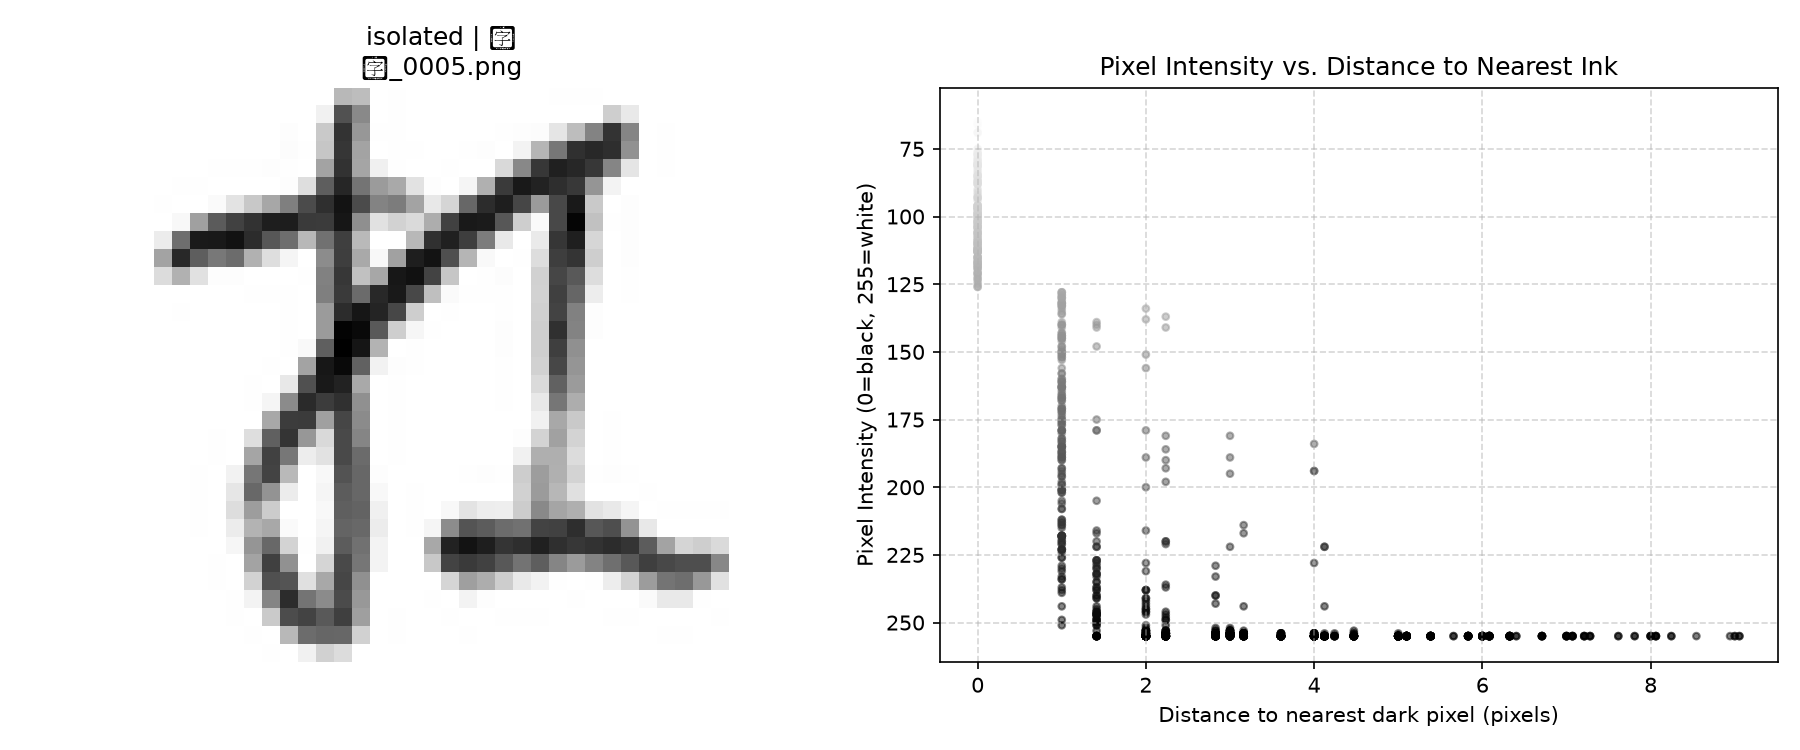 isolated |
_0005.png
扛
Pixel Intensity vs. Distance to Nearest Ink
Pixel Intensity (0=black, 255=white)
75
100
125
150
175
200
225
250
0 2 4 6 8
Distance to nearest dark pixel (pixels)